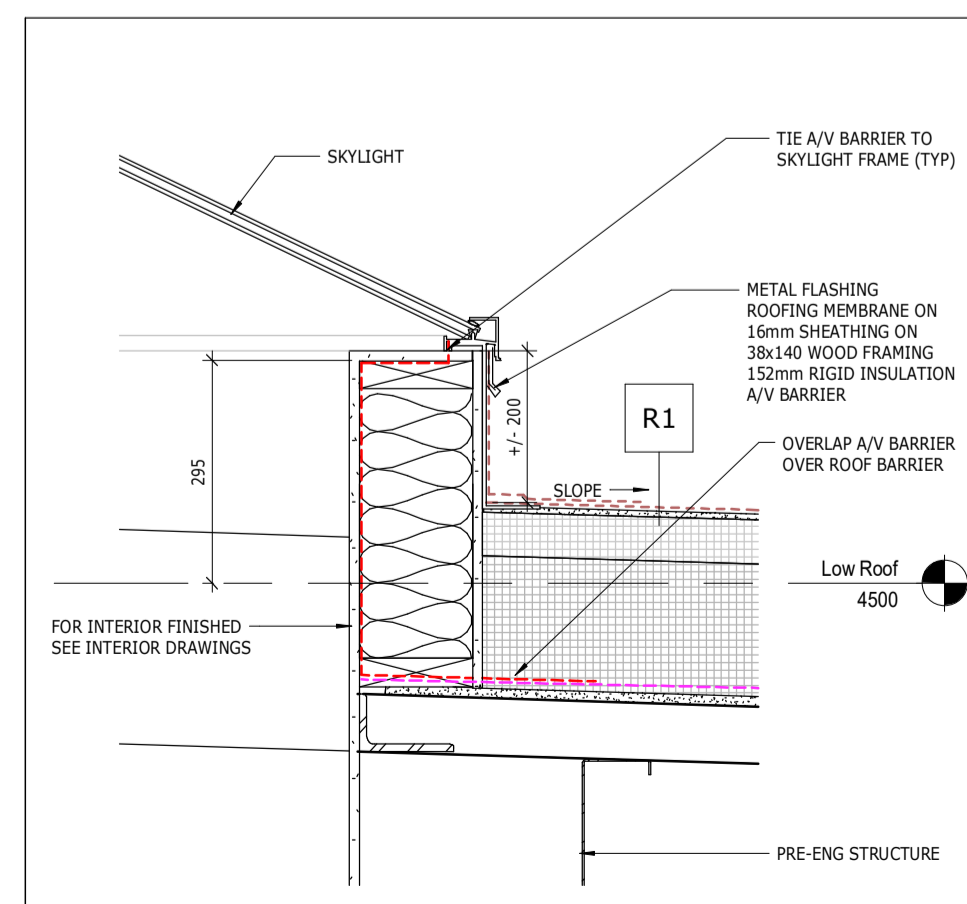 SKYLIGHT
TIE A/V BARRIER TO
SKYLIGHT FRAME (TYP)
METAL FLASHING
ROOFING MEMBRANE ON
16mm SHEATHING ON
38x140 WOOD FRAMING
152mm RIGID INSULATION
A/V BARRIER
R1
+/- 200
295
OVERLAP A/V BARRIER
OVER ROOF BARRIER
SLOPE
Low Roof
4500
FOR INTERIOR FINISHED
SEE INTERIOR DRAWINGS
PRE-ENG STRUCTURE